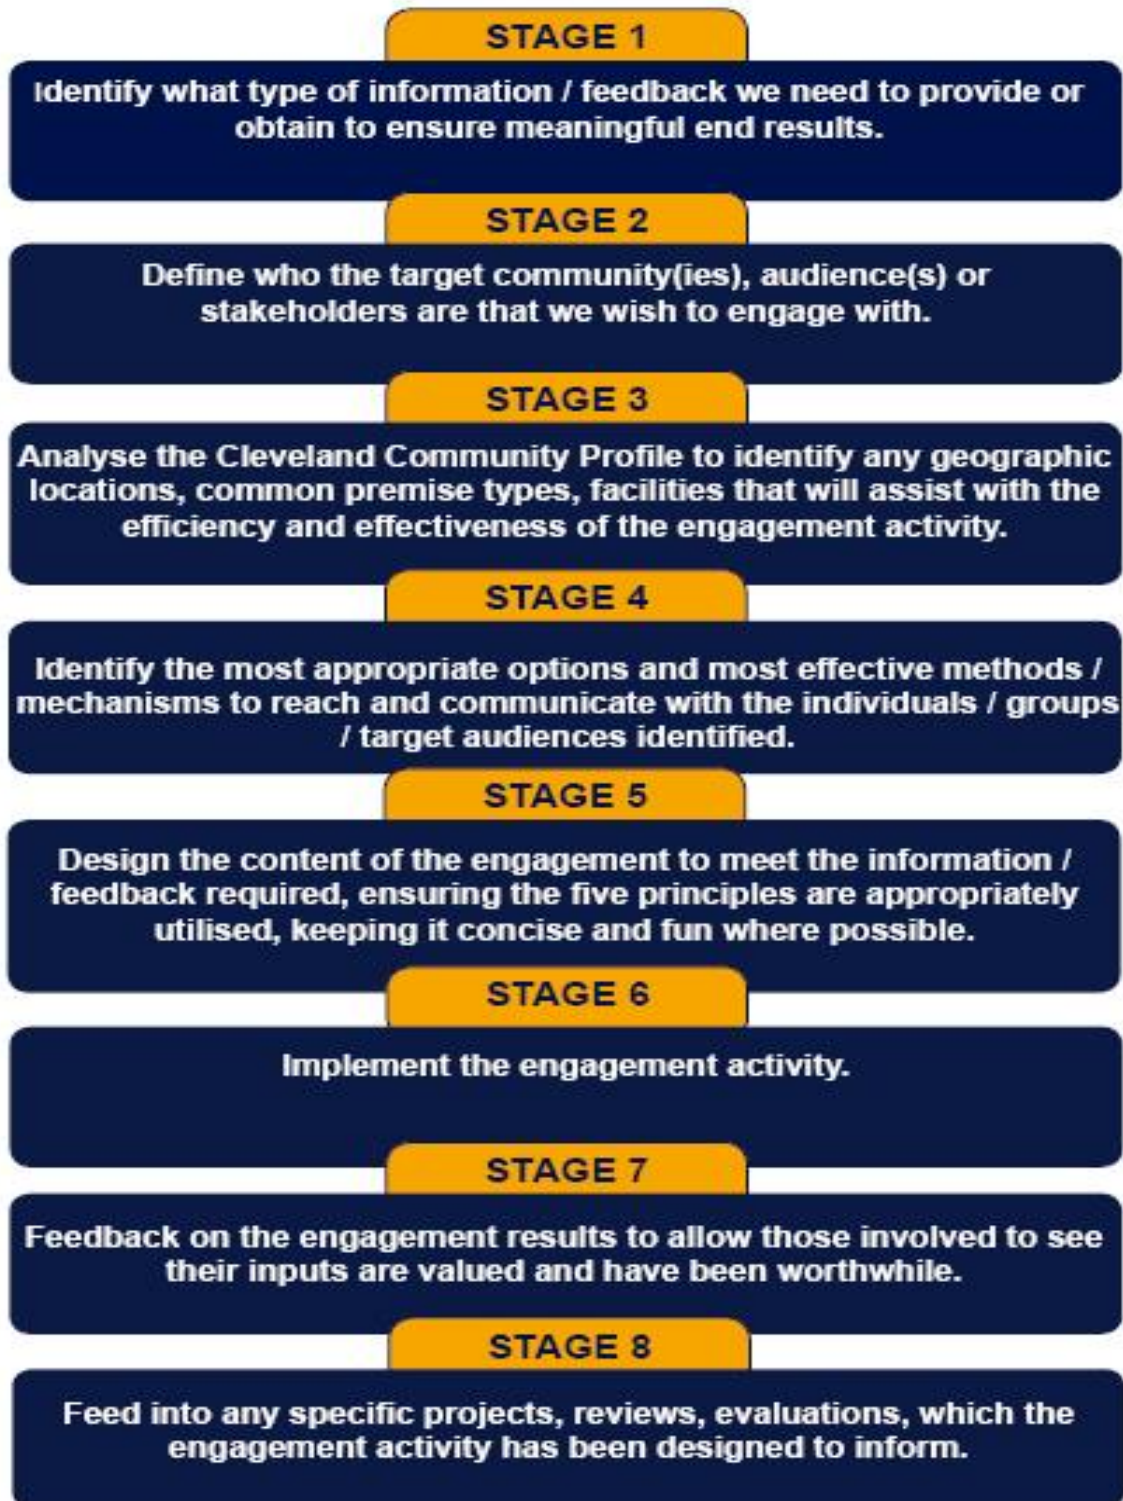 STAGE 1
Identify what type of information / feedback we need to provide or
obtain to ensure meaningful end results.
STAGE 2
Define who the target community(ies), audience(s) or
stakeholders are that we wish to engage with.
STAGE 3
Analyse the Cleveland Community Profile to identify any geographic
locations, common premise types, facilities that will assist with the
efficiency and effectiveness of the engagement activity.
STAGE 4
Identify the most appropriate options and most effective methods /
mechanisms to reach and communicate with the individuals / groups
/ target audiences identified.
STAGE 5
Design the content of the engagement to meet the information /
feedback required, ensuring the five principles are appropriately
utilised, keeping it concise and fun where possible.
STAGE 6
Implement the engagement activity.
STAGE 7
Feedback on the engagement results to allow those involved to see
their inputs are valued and have been worthwhile.
STAGE 8
Feed into any specific projects, reviews, evaluations, which the
engagement activity has been designed to inform.